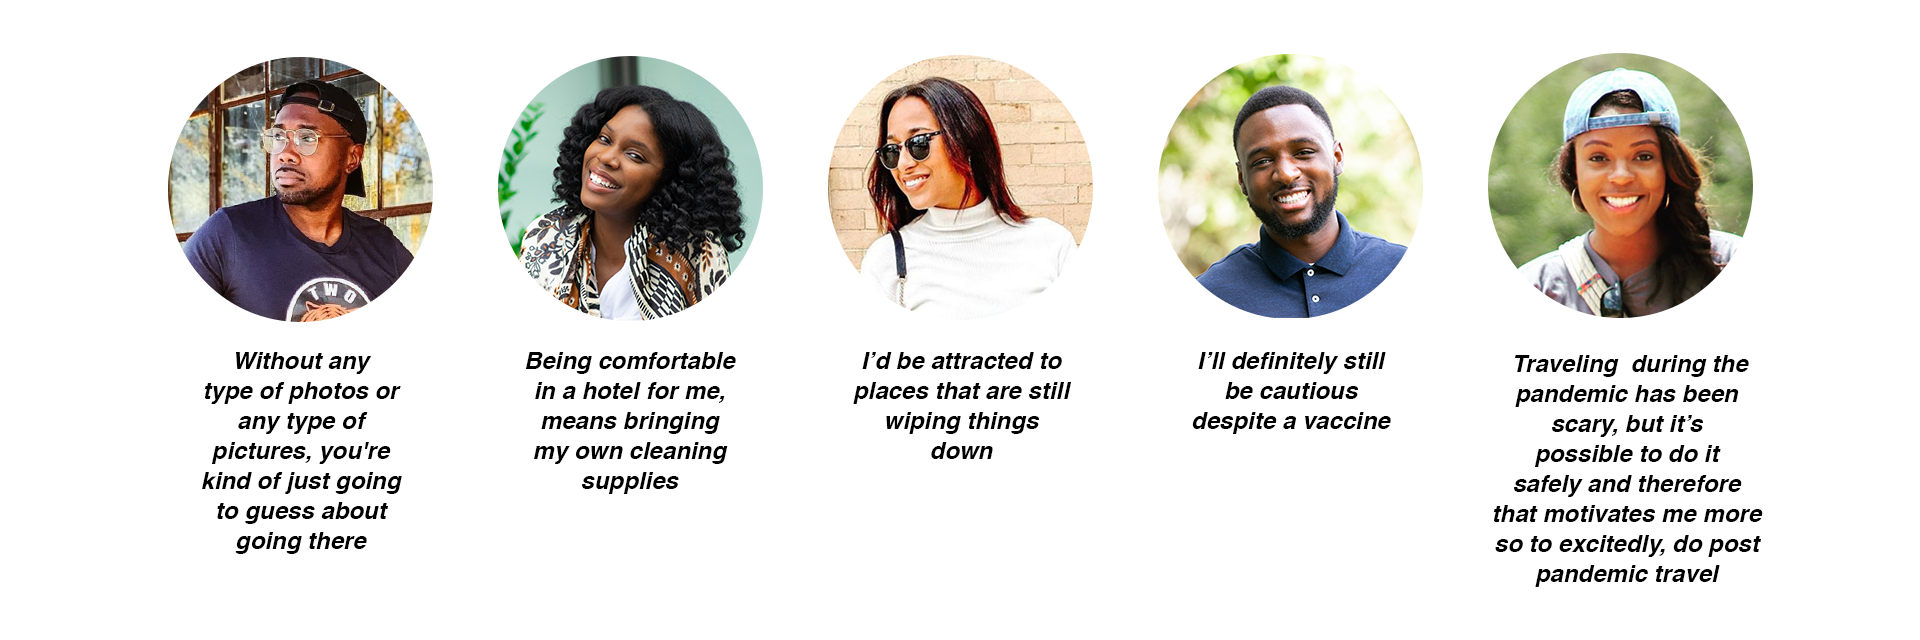 TWO
Without any
type of photos or
any type of
pictures, you're
kind of just going
to guess about
going there
Being comfortable
in a hotel for me,
means bringing
my own cleaning
supplies
I’d be attracted to
places that are still
wiping things
down
I’ll definitely still
be cautious
despite a vaccine
Traveling  during the
pandemic has been
scary, but it’s
possible to do it
safely and therefore
that motivates me more
so to excitedly, do post
pandemic travel